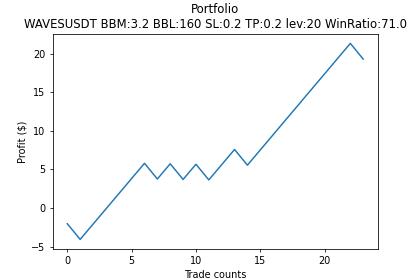 Portfolio
WAVESUSDT BBM:3.2 BBL:160 SL:0.2 TP:0.2 lev:20 WinRatio:71.0
20
15
10
5
0
−5
Profit ($)
0 5 10 15 20
Trade counts